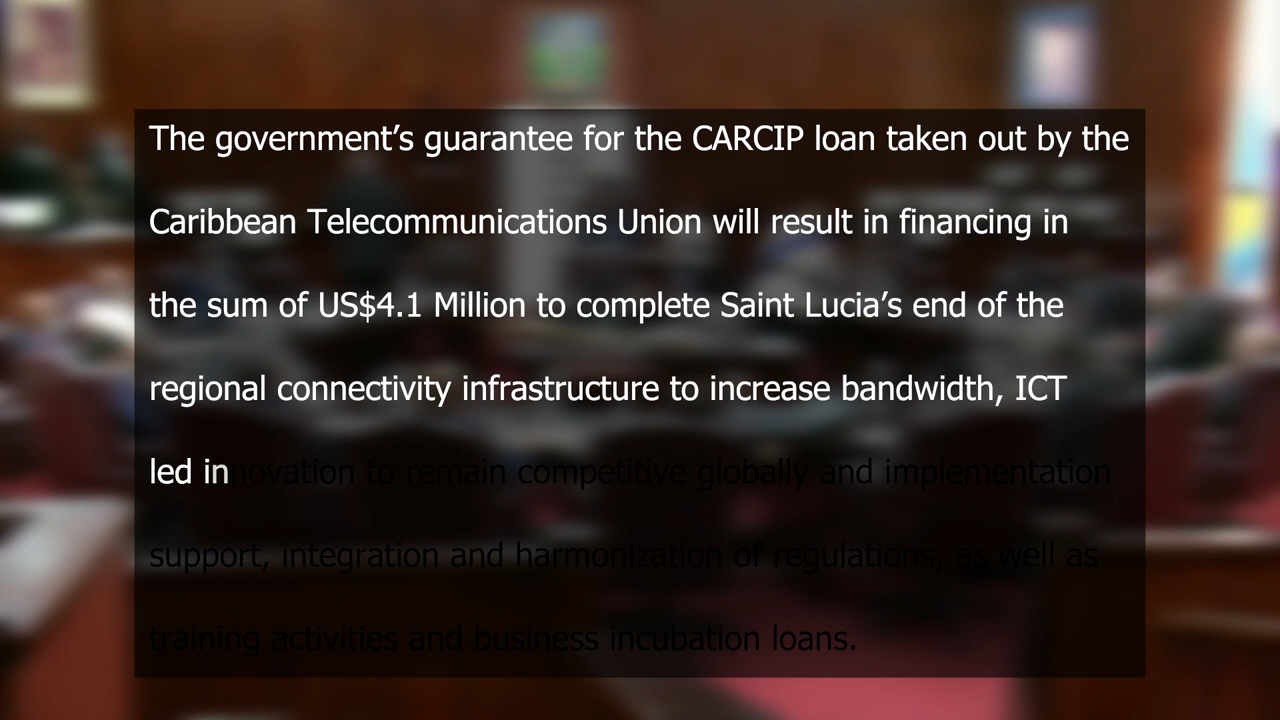 The government’s guarantee for the CARCIP loan taken out by the
Caribbean Telecommunications Union will result in financing in
the sum of US$4.1 Million to complete Saint Lucia’s end of the
regional connectivity infrastructure to increase bandwidth, ICT
led innovation to remain competitive globally and implementation
support, integration and harmonization of regulations, as well as
training activities and business incubation loans.